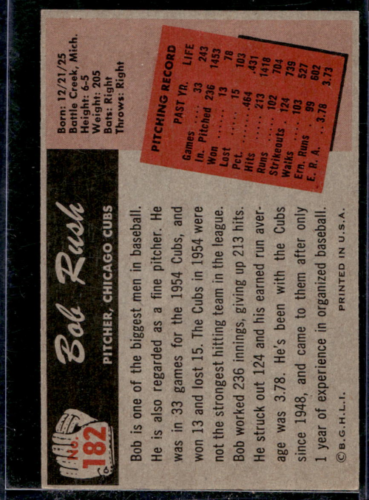 No.
182
Bob Rush
PITCHER, CHICAGO CUBS
Born: 12/21/25
Battle Creek, Mich.
Height: 6-5
Weight: 205
Bats: Right
Throws: Right
PITCHING RECORD
PAST YR. LIFE
Games 33 243
In. Pitched 236 1453
Won 13 78
Lost 15 103
Pct. .464 .431
Hits 213 1418
Runs 102 704
Strikeouts 124 739
Walks 103 527
Ern. Runs 99 602
E. R. A. 3.78 3.73
Bob is one of the biggest men in baseball.
He is also regarded as a fine pitcher. He
was in 33 games for the 1954 Cubs, and
won 13 and lost 15. The Cubs in 1954 were
not the strongest hitting team in the league.
Bob worked 236 innings, giving up 213 hits.
He struck out 124 and his earned run aver-
age was 3.78. He's been with the Cubs
since 1948, and came to them after only
1 year of experience in organized baseball.
©B.G.H.L.I. PRINTED IN U.S.A.